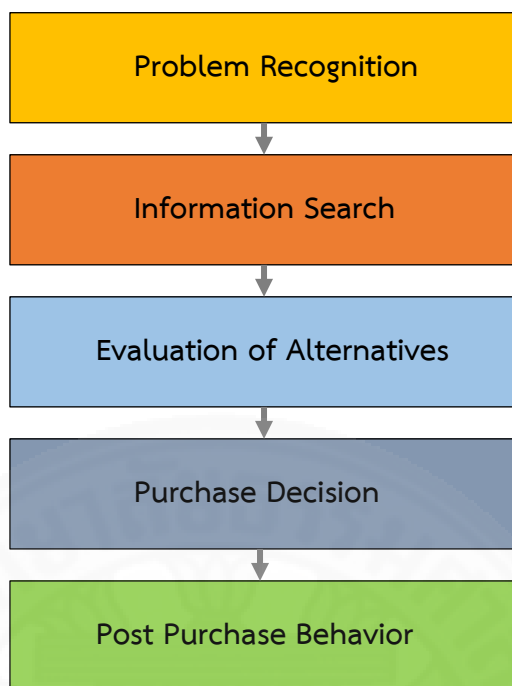 Problem Recognition
Information Search
Evaluation of Alternatives
Purchase Decision
Post Purchase Behavior